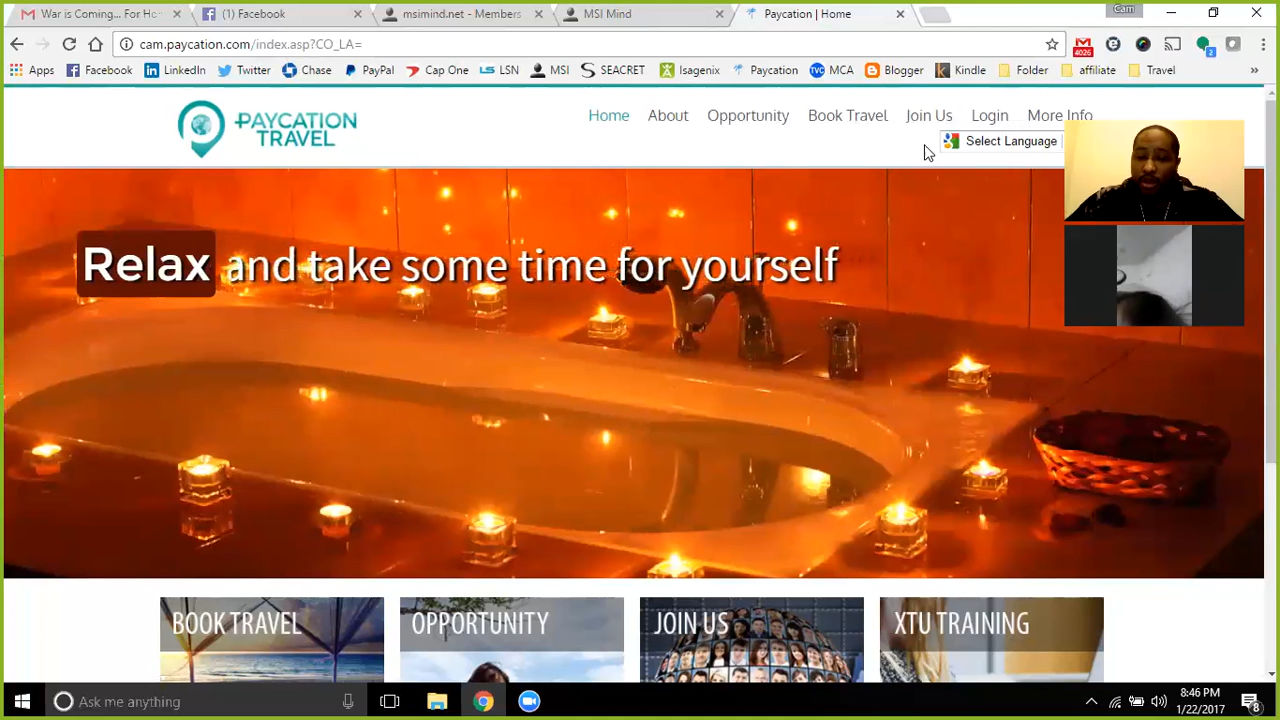 War is Coming... For Ho
(1) Facebook
msimind.net - Members
MSI Mind
Paycation | Home
Cam
cam.paycation.com/index.asp?CO_LA=
4026
2
Apps
Facebook
LinkedIn
Twitter
Chase
PayPal
Cap One
LSN
MSI
SEACRET
Isagenix
Paycation
MCA
Blogger
Kindle
Folder
affiliate
Travel
PAYCATION
TRAVEL
Home
About
Opportunity
Book Travel
Join Us
Login
More Info
Select Language
Relax and take some time for yourself
BOOK TRAVEL
OPPORTUNITY
JOIN US
XTU TRAINING
Ask me anything
8:46 PM
1/22/2017
8